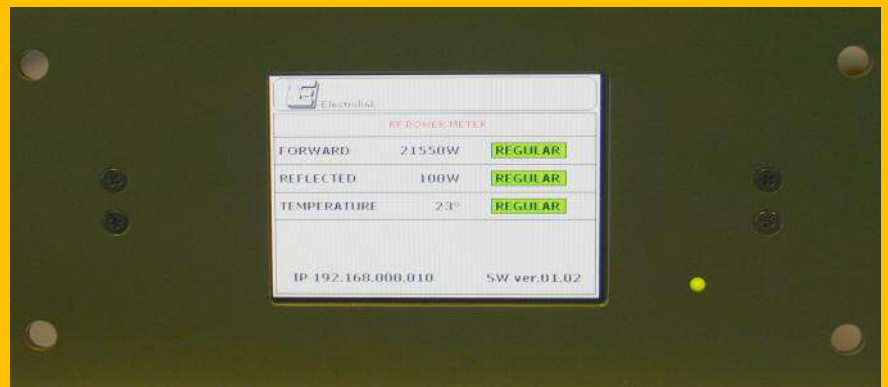 Electrolink
RF POWER METER
FORWARD 21550W REGULAR
REFLECTED 100W REGULAR
TEMPERATURE 23° REGULAR
IP 192.168.000.010 SW ver.01.02